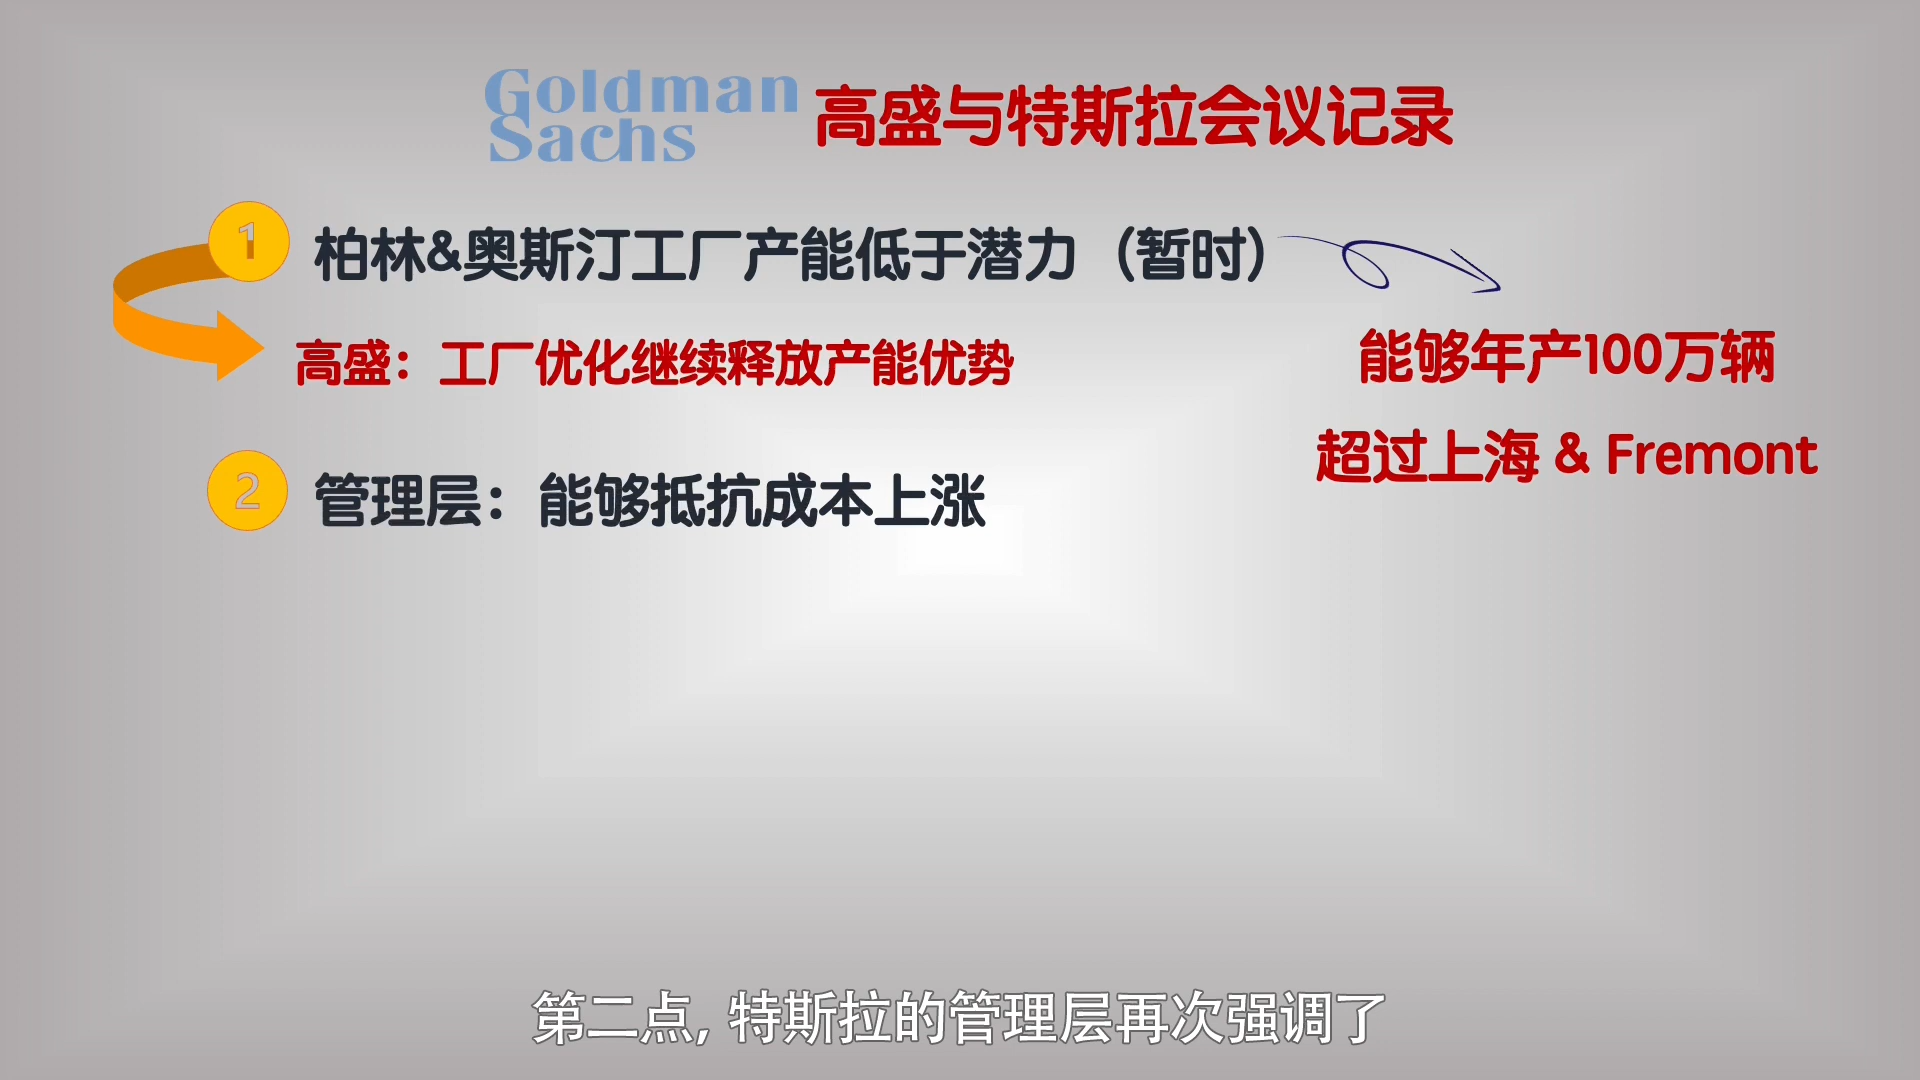 Goldman
Sachs
高盛与特斯拉会议记录
1 柏林&奥斯汀工厂产能低于潜力（暂时）
高盛：工厂优化继续释放产能优势
能够年产100万辆
超过上海 & Fremont
2 管理层：能够抵抗成本上涨
第二点, 特斯拉的管理层再次强调了